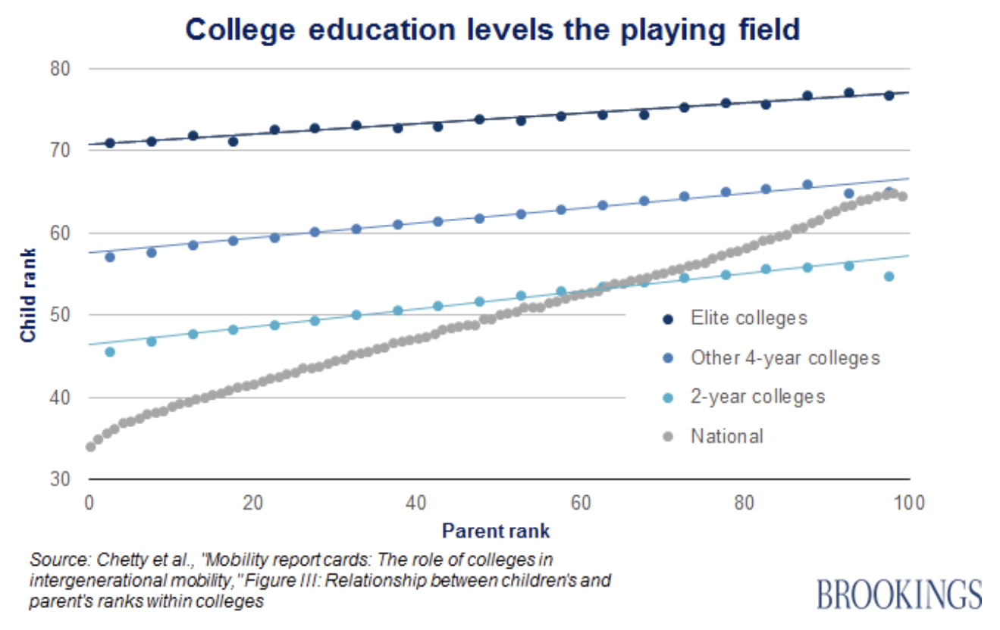 College education levels the playing field
80
70
60
50
40
30
Child rank
Elite colleges
Other 4-year colleges
2-year colleges
National
0 20 40 60 80 100
Parent rank
Source: Chetty et al., "Mobility report cards: The role of colleges in
intergenerational mobility," Figure III: Relationship between children's and
parent's ranks within colleges
BROOKINGS